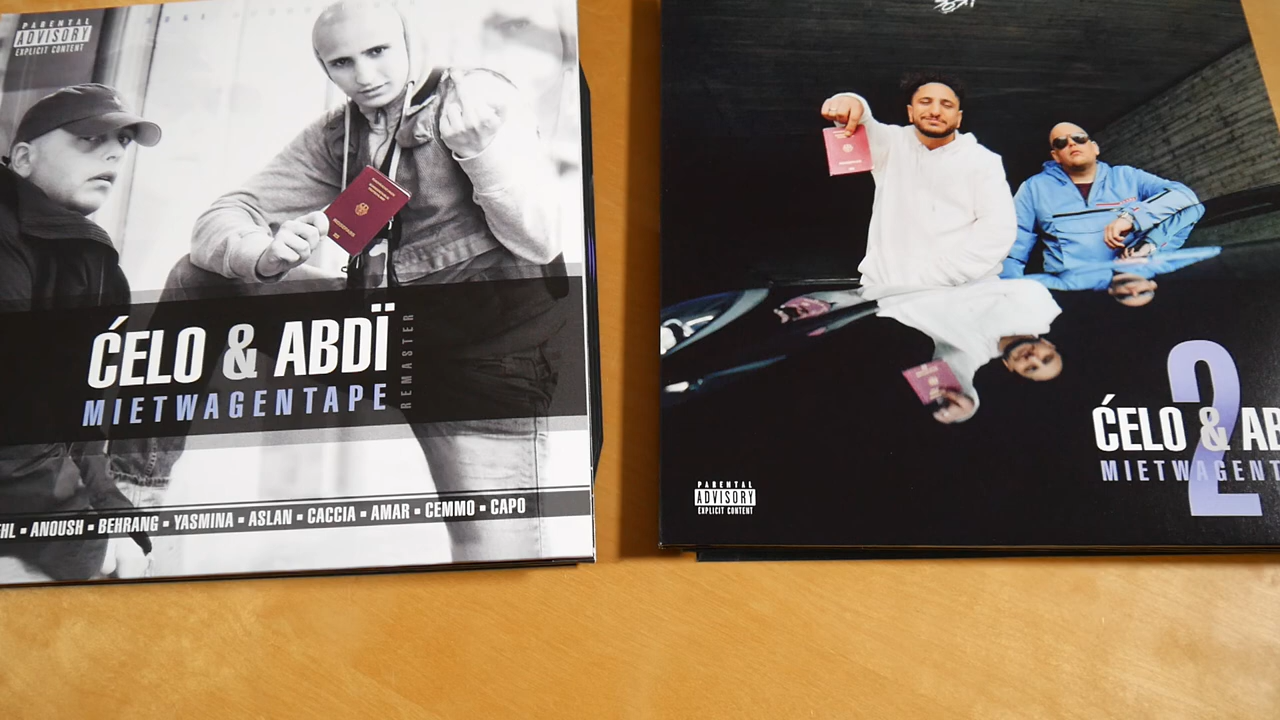 PARENTAL
ADVISORY
EXPLICIT CONTENT
ĆELO & ABDÏ
REMASTER
MIETWAGENTAPE
HL ▪ ANOUSH ▪ BEHRANG ▪ YASMINA ▪ ASLAN ▪ CACCIA ▪ AMAR ▪ CEMMO ▪ CAPO
2
ĆELO & AB
MIETWAGENT
PARENTAL
ADVISORY
EXPLICIT CONTENT